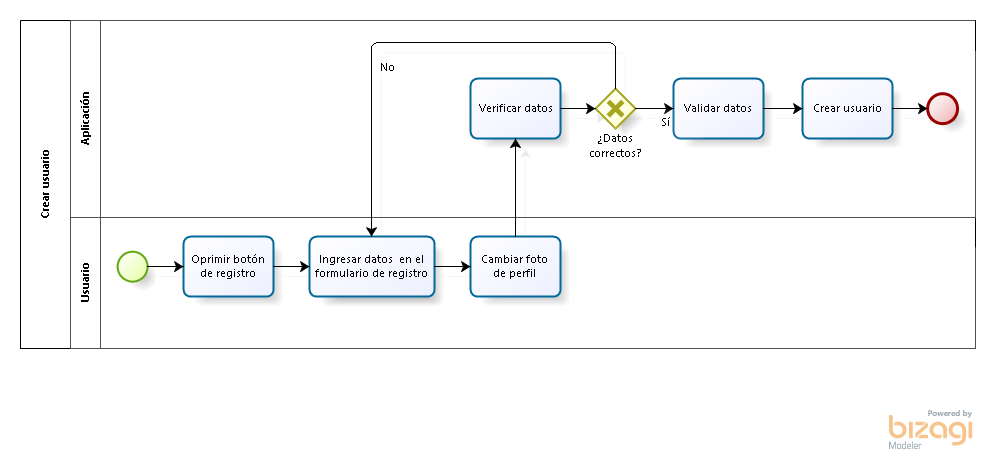 Crear usuario
Aplicación
No
Verificar datos
¿Datos
correctos?
Sí
Validar datos
Crear usuario
Usuario
Oprimir botón
de registro
Ingresar datos en el
formulario de registro
Cambiar foto
de perfil
Powered by
bizagi
Modeler